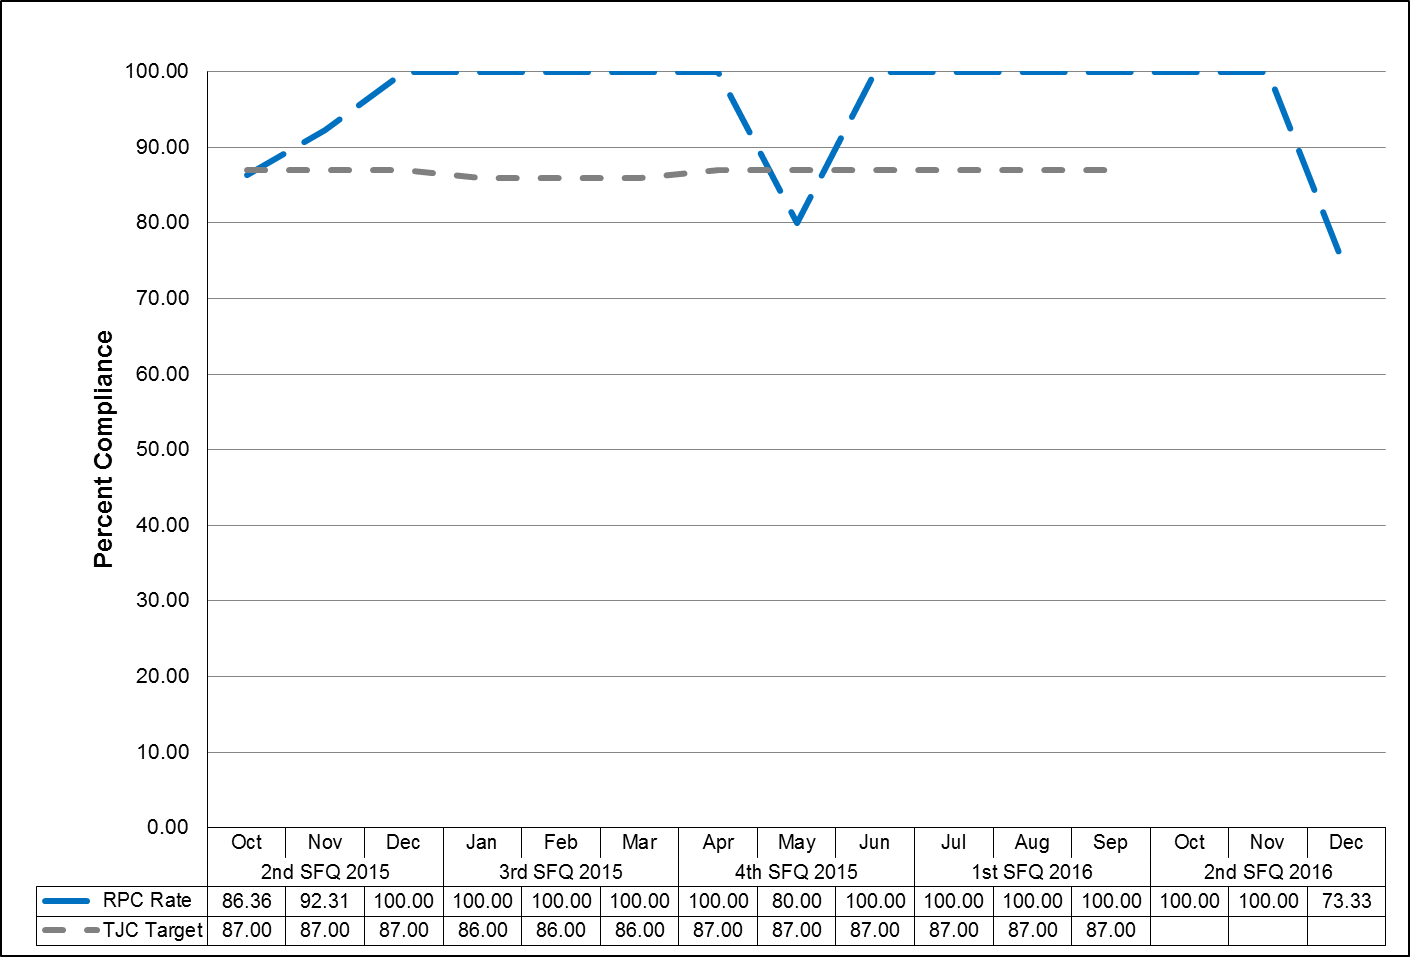 100.00
90.00
80.00
70.00
60.00
50.00
40.00
30.00
20.00
10.00
0.00
Percent Compliance
Oct Nov Dec Jan Feb Mar Apr May Jun Jul Aug Sep Oct Nov Dec
2nd SFQ 2015 3rd SFQ 2015 4th SFQ 2015 1st SFQ 2016 2nd SFQ 2016
RPC Rate 86.36 92.31 100.00 100.00 100.00 100.00 100.00 80.00 100.00 100.00 100.00 100.00 100.00 100.00 73.33
TJC Target 87.00 87.00 87.00 86.00 86.00 86.00 87.00 87.00 87.00 87.00 87.00 87.00